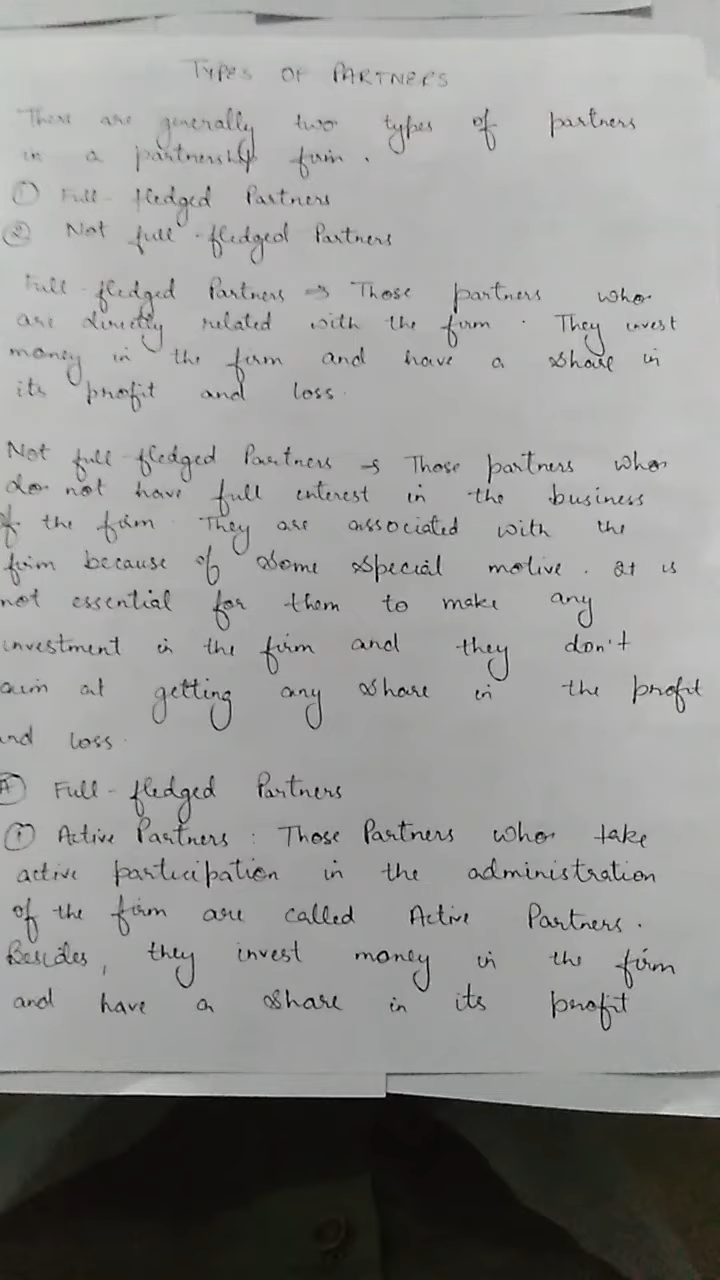 TYPES OF PARTNERS
There are generally two types of partners
in a partnership firm.
① Full-fledged Partners
② Not full-fledged Partners
Full-fledged Partners → Those partners who
are directly related with the firm. They invest
money in the firm and have a share in
its profit and loss.
Not full-fledged Partners → Those partners who
do not have full interest in the business
of the firm. They are associated with the
firm because of some special motive. It is
not essential for them to make any
investment in the firm and they don't
aim at getting any share in the profit
and loss.
Ⓐ Full-fledged Partners
① Active Partners : Those Partners who take
active participation in the administration
of the firm are called Active Partners.
Besides, they invest money in the firm
and have a share in its profit